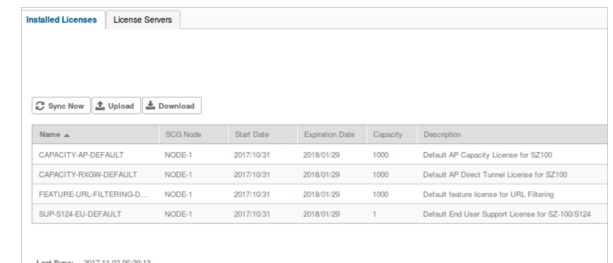 Installed Licenses License Servers
Sync Now Upload Download
Name SCG Node Start Date Expiration Date Capacity Description
CAPACITY-AP-DEFAULT NODE-1 2017/10/31 2018/01/29 1000 Default AP Capacity License for SZ100
CAPACITY-RXGW-DEFAULT NODE-1 2017/10/31 2018/01/29 1000 Default AP Direct Tunnel License for SZ100
FEATURE-URL-FILTERING-D... NODE-1 2017/10/31 2018/01/29 1000 Default feature license for URL Filtering
SUP-S124-EU-DEFAULT NODE-1 2017/10/31 2018/01/29 1 Default End User Support License for SZ-100/S124
Last Sync: